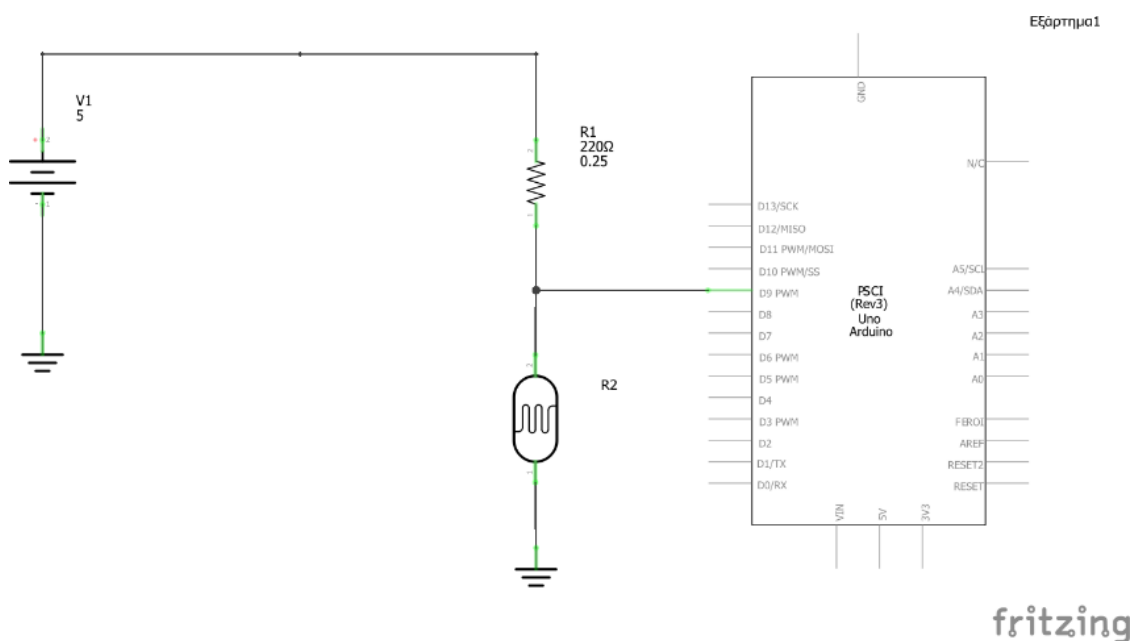 Εξάρτημα1
V1
5
R1
220Ω
0.25
R2
GND
N/C
D13/SCK
D12/MISO
D11 PWM/MOSI
D10 PWM/SS
D9 PWM
D8
D7
D6 PWM
D5 PWM
D4
D3 PWM
D2
D1/TX
D0/RX
PSCI
(Rev3)
Uno
Arduino
A5/SCL
A4/SDA
A3
A2
A1
A0
FEROI
AREF
RESET2
RESET
VIN
5V
3V3
fritzing